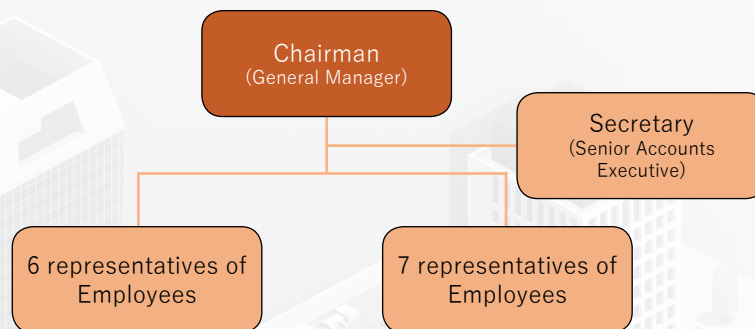 Chairman
(General Manager)
Secretary
(Senior Accounts
Executive)
6 representatives of
Employees
7 representatives of
Employees